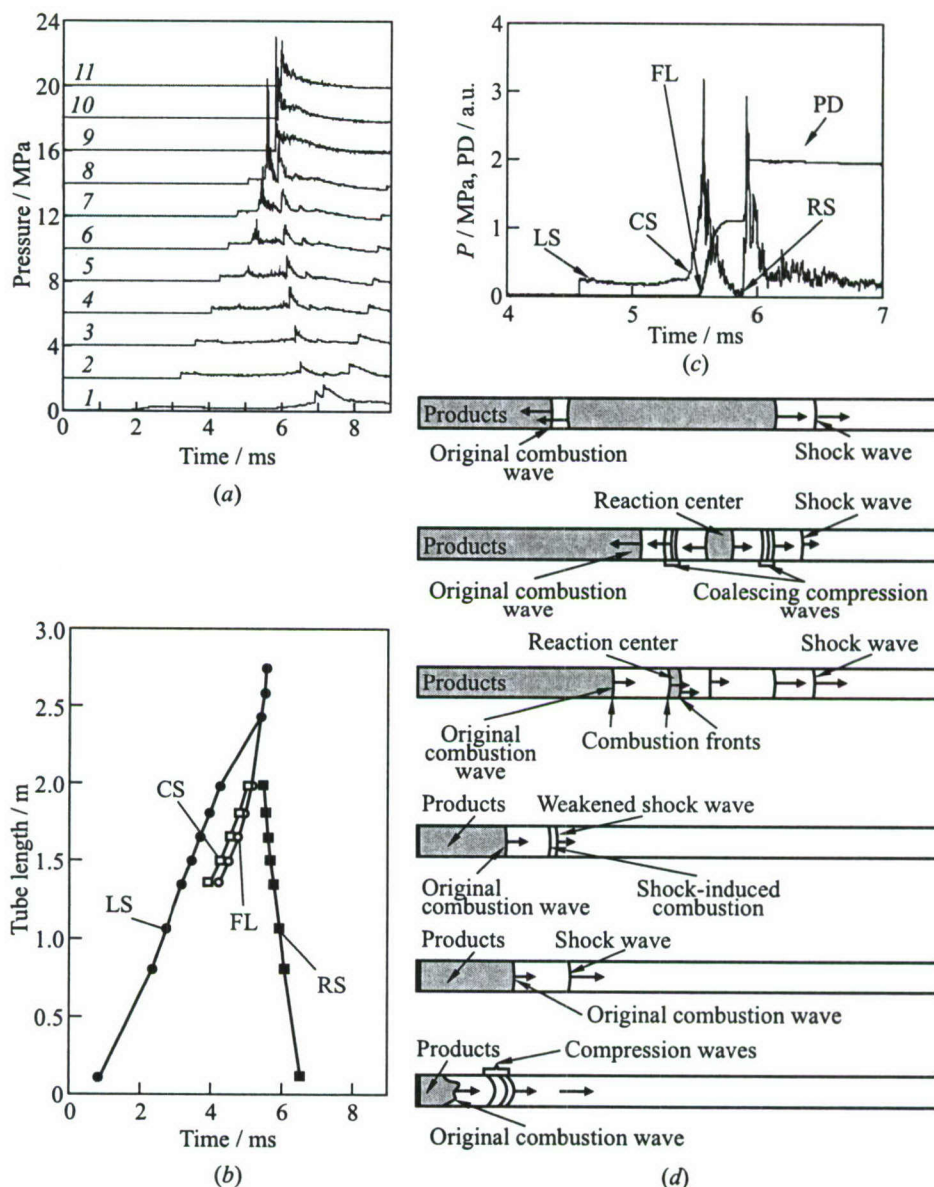 24
20
16
12
8
4
0
Pressure / MPa
11
10
9
8
7
6
5
4
3
2
1
0 2 4 6 8
Time / ms
(a)
4
3
2
1
0
P / MPa, PD / a.u.
FL
PD
CS
RS
LS
4 5 6 7
Time / ms
(c)
3.0
2.5
2.0
1.5
1.0
0.5
0
Tube length / m
CS
LS
FL
RS
0 2 4 6 8
Time / ms
(b)
Products
Original combustion
wave
Shock wave
Reaction center
Shock wave
Products
Original combustion
wave
Coalescing compression
waves
Reaction center
Shock wave
Products
Original
combustion
wave
Combustion fronts
Products
Weakened shock wave
Original
combustion wave
Shock-induced
combustion
Products
Shock wave
Original combustion wave
Products
Compression waves
Original combustion wave
(d)